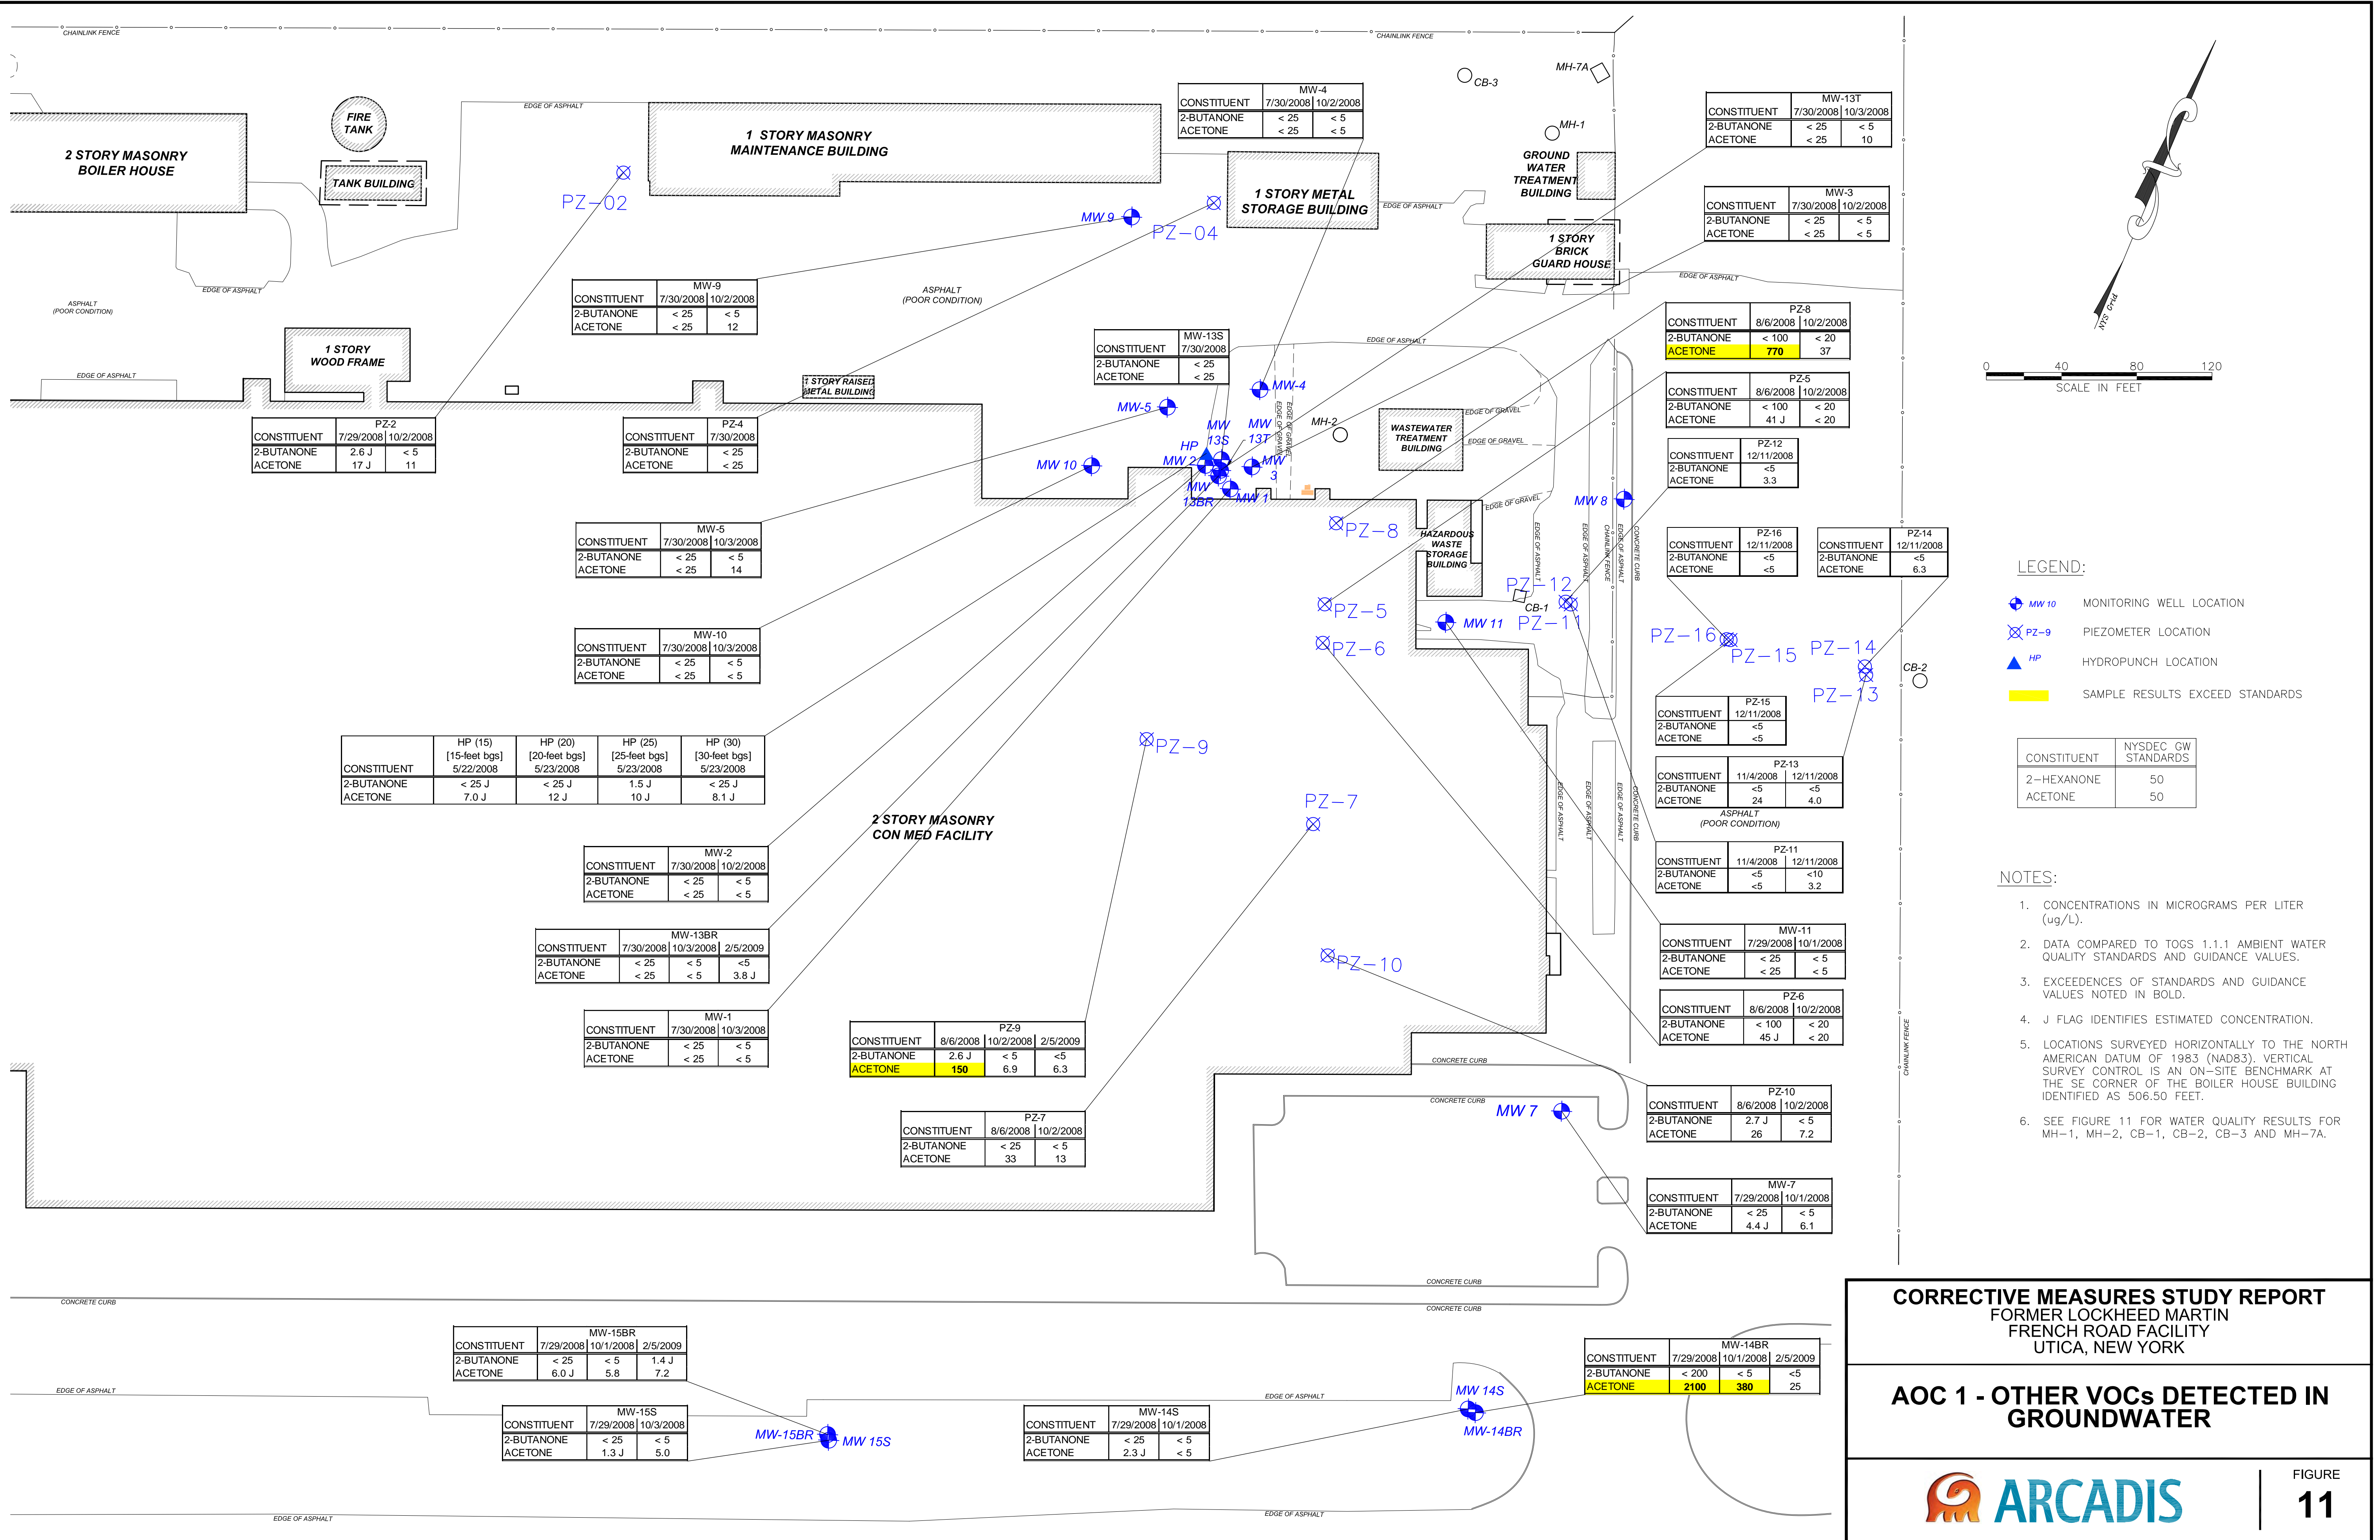 CHAINLINK FENCE
CHAINLINK FENCE
2 STORY MASONRY
BOILER HOUSE
FIRE
TANK
TANK BUILDING
EDGE OF ASPHALT
PZ-02
1 STORY MASONRY
MAINTENANCE BUILDING
MW 9
PZ-04
1 STORY METAL
STORAGE BUILDING
EDGE OF ASPHALT
CB-3
MH-7A
MH-1
GROUND
WATER
TREATMENT
BUILDING
1 STORY
BRICK
GUARD HOUSE
EDGE OF ASPHALT
MW-4
CONSTITUENT 7/30/2008 10/2/2008
2-BUTANONE < 25 < 5
ACETONE < 25 < 5
MW-13T
CONSTITUENT 7/30/2008 10/3/2008
2-BUTANONE < 25 < 5
ACETONE < 25 10
MW-3
CONSTITUENT 7/30/2008 10/2/2008
2-BUTANONE < 25 < 5
ACETONE < 25 < 5
NYS Grid
0 40 80 120
SCALE IN FEET
EDGE OF ASPHALT
ASPHALT
(POOR CONDITION)
1 STORY
WOOD FRAME
EDGE OF ASPHALT
MW-9
CONSTITUENT 7/30/2008 10/2/2008
2-BUTANONE < 25 < 5
ACETONE < 25 12
ASPHALT
(POOR CONDITION)
1 STORY RAISED
METAL BUILDING
MW-13S
CONSTITUENT 7/30/2008
2-BUTANONE < 25
ACETONE < 25
EDGE OF ASPHALT
PZ-8
CONSTITUENT 8/6/2008 10/2/2008
2-BUTANONE < 100 < 20
ACETONE 770 37
PZ-5
CONSTITUENT 8/6/2008 10/2/2008
2-BUTANONE < 100 < 20
ACETONE 41 J < 20
PZ-12
CONSTITUENT 12/11/2008
2-BUTANONE <5
ACETONE 3.3
PZ-2
CONSTITUENT 7/29/2008 10/2/2008
2-BUTANONE 2.6 J < 5
ACETONE 17 J 11
PZ-4
CONSTITUENT 7/30/2008
2-BUTANONE < 25
ACETONE < 25
MW-5
MW-4
MW
13S
MW
13T
HP
MW 2
MW 10
MW
3
MW
13BR
MW 1
EDGE OF GRAVEL
EDGE OF GRAVEL
MH-2
WASTEWATER
TREATMENT
BUILDING
EDGE OF GRAVEL
EDGE OF GRAVEL
EDGE OF GRAVEL
MW 8
PZ-8
HAZARDOUS
WASTE
STORAGE
BUILDING
EDGE OF ASPHALT
EDGE OF ASPHALT
CHAINLINK FENCE
EDGE OF ASPHALT
CONCRETE CURB
PZ-12
CB-1
PZ-11
PZ-5
MW 11
PZ-6
PZ-16
CONSTITUENT 12/11/2008
2-BUTANONE <5
ACETONE <5
PZ-14
CONSTITUENT 12/11/2008
2-BUTANONE <5
ACETONE 6.3
PZ-16
PZ-15
PZ-14
PZ-13
CB-2
MW-5
CONSTITUENT 7/30/2008 10/3/2008
2-BUTANONE < 25 < 5
ACETONE < 25 14
MW-10
CONSTITUENT 7/30/2008 10/3/2008
2-BUTANONE < 25 < 5
ACETONE < 25 < 5
HP (15) HP (20) HP (25) HP (30)
[15-feet bgs] [20-feet bgs] [25-feet bgs] [30-feet bgs]
CONSTITUENT 5/22/2008 5/23/2008 5/23/2008 5/23/2008
2-BUTANONE < 25 J < 25 J 1.5 J < 25 J
ACETONE 7.0 J 12 J 10 J 8.1 J
PZ-9
PZ-7
2 STORY MASONRY
CON MED FACILITY
PZ-10
MW-2
CONSTITUENT 7/30/2008 10/2/2008
2-BUTANONE < 25 < 5
ACETONE < 25 < 5
MW-13BR
CONSTITUENT 7/30/2008 10/3/2008 2/5/2009
2-BUTANONE < 25 < 5 <5
ACETONE < 25 < 5 3.8 J
MW-1
CONSTITUENT 7/30/2008 10/3/2008
2-BUTANONE < 25 < 5
ACETONE < 25 < 5
PZ-9
CONSTITUENT 8/6/2008 10/2/2008 2/5/2009
2-BUTANONE 2.6 J < 5 <5
ACETONE 150 6.9 6.3
PZ-7
CONSTITUENT 8/6/2008 10/2/2008
2-BUTANONE < 25 < 5
ACETONE 33 13
PZ-15
CONSTITUENT 12/11/2008
2-BUTANONE <5
ACETONE <5
PZ-13
CONSTITUENT 11/4/2008 12/11/2008
2-BUTANONE <5 <5
ACETONE 24 4.0
ASPHALT
(POOR CONDITION)
PZ-11
CONSTITUENT 11/4/2008 12/11/2008
2-BUTANONE <5 <10
ACETONE <5 3.2
EDGE OF ASPHALT
EDGE OF ASPHALT
EDGE OF ASPHALT
CONCRETE CURB
MW-11
CONSTITUENT 7/29/2008 10/1/2008
2-BUTANONE < 25 < 5
ACETONE < 25 < 5
PZ-6
CONSTITUENT 8/6/2008 10/2/2008
2-BUTANONE < 100 < 20
ACETONE 45 J < 20
PZ-10
CONSTITUENT 8/6/2008 10/2/2008
2-BUTANONE 2.7 J < 5
ACETONE 26 7.2
MW-7
CONSTITUENT 7/29/2008 10/1/2008
2-BUTANONE < 25 < 5
ACETONE 4.4 J 6.1
CHAINLINK FENCE
CONCRETE CURB
CONCRETE CURB
MW 7
CONCRETE CURB
CONCRETE CURB
CONCRETE CURB
LEGEND:
MW 10 MONITORING WELL LOCATION
PZ-9 PIEZOMETER LOCATION
HP HYDROPUNCH LOCATION
SAMPLE RESULTS EXCEED STANDARDS
CONSTITUENT NYSDEC GW STANDARDS
2-HEXANONE 50
ACETONE 50
NOTES:
1. CONCENTRATIONS IN MICROGRAMS PER LITER
(ug/L).
2. DATA COMPARED TO TOGS 1.1.1 AMBIENT WATER
QUALITY STANDARDS AND GUIDANCE VALUES.
3. EXCEEDENCES OF STANDARDS AND GUIDANCE
VALUES NOTED IN BOLD.
4. J FLAG IDENTIFIES ESTIMATED CONCENTRATION.
5. LOCATIONS SURVEYED HORIZONTALLY TO THE NORTH
AMERICAN DATUM OF 1983 (NAD83). VERTICAL
SURVEY CONTROL IS AN ON-SITE BENCHMARK AT
THE SE CORNER OF THE BOILER HOUSE BUILDING
IDENTIFIED AS 506.50 FEET.
6. SEE FIGURE 11 FOR WATER QUALITY RESULTS FOR
MH-1, MH-2, CB-1, CB-2, CB-3 AND MH-7A.
MW-15BR
CONSTITUENT 7/29/2008 10/1/2008 2/5/2009
2-BUTANONE < 25 < 5 1.4 J
ACETONE 6.0 J 5.8 7.2
EDGE OF ASPHALT
MW-15S
CONSTITUENT 7/29/2008 10/3/2008
2-BUTANONE < 25 < 5
ACETONE 1.3 J 5.0
MW-15BR
MW 15S
MW-14S
CONSTITUENT 7/29/2008 10/1/2008
2-BUTANONE < 25 < 5
ACETONE 2.3 J < 5
EDGE OF ASPHALT
MW 14S
MW-14BR
MW-14BR
CONSTITUENT 7/29/2008 10/1/2008 2/5/2009
2-BUTANONE < 200 < 5 <5
ACETONE 2100 380 25
EDGE OF ASPHALT
EDGE OF ASPHALT
CORRECTIVE MEASURES STUDY REPORT
FORMER LOCKHEED MARTIN
FRENCH ROAD FACILITY
UTICA, NEW YORK
AOC 1 - OTHER VOCs DETECTED IN
GROUNDWATER
ARCADIS
FIGURE
11